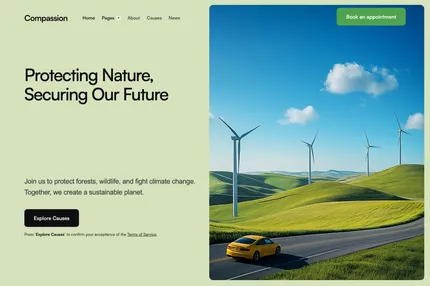 Compassion
Home Pages About Causes News
Book an appointment
Protecting Nature,
Securing Our Future
Join us to protect forests, wildlife, and fight climate change.
Together, we create a sustainable planet.
Explore Causes
Press 'Explore Causes' to confirm your acceptance of the Terms of Service.